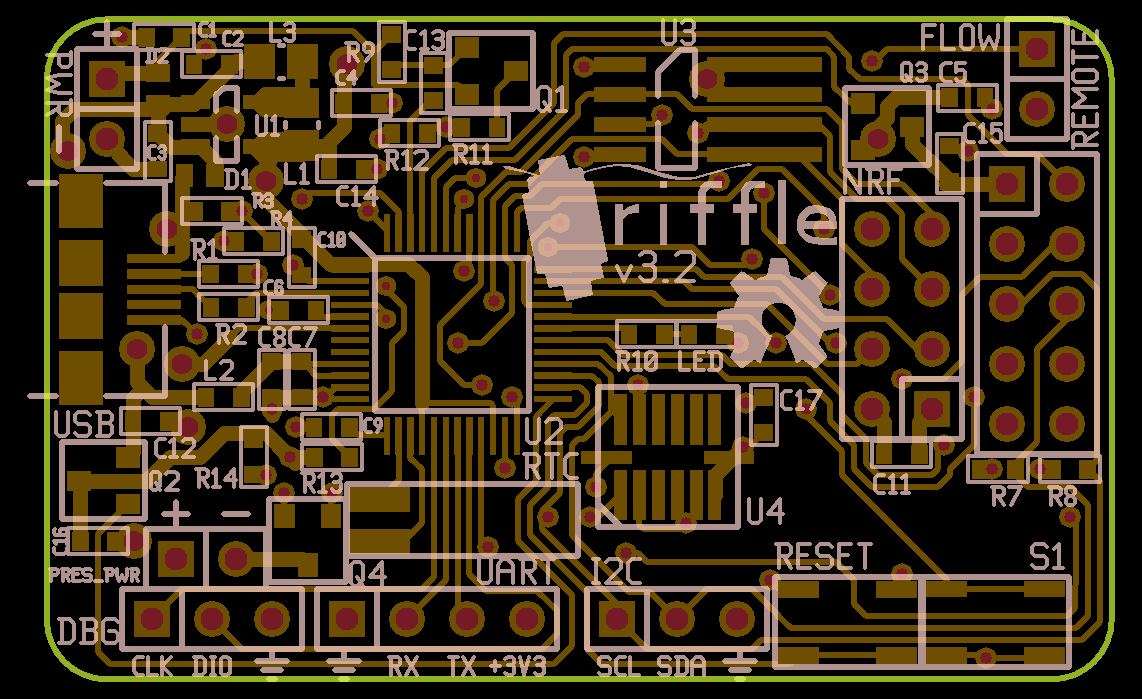 + C1 L3 U3 FLOW
D2 C2 R9 C13 REMOTE
PWR C4 Q3 C5
U1 Q1
- C3 R12 R11 C15
D1 L1 C14 NRF
R3 riffle
R4
R1 C10 v3.2
C6
R2 C8 C7 R10 LED
L2
USB C9 C17
C12 U2
R14 R13 RTC C11
Q2 R7 R8
+ - U4
C16 RESET S1
PRES_PWR Q4 UART I2C
DBG
CLK DIO RX TX +3V3 SCL SDA